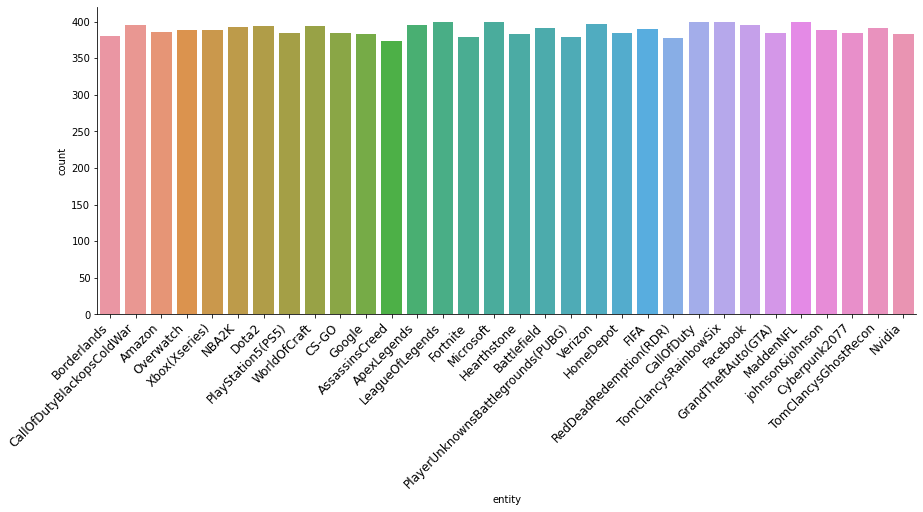 400
350
300
250
200
150
100
50
0
count
Borderlands
CallOfDutyBlackopsColdWar
Amazon
Overwatch
Xbox(Xseries)
NBA2K
Dota2
PlayStation5(PS5)
WorldOfCraft
CS-GO
Google
AssassinsCreed
ApexLegends
LeagueOfLegends
Fortnite
Microsoft
Hearthstone
Battlefield
PlayerUnknownsBattlegrounds(PUBG)
Verizon
HomeDepot
FIFA
RedDeadRedemption(RDR)
CallOfDuty
TomClancysRainbowSix
Facebook
GrandTheftAuto(GTA)
MaddenNFL
johnson&johnson
Cyberpunk2077
TomClancysGhostRecon
Nvidia
entity